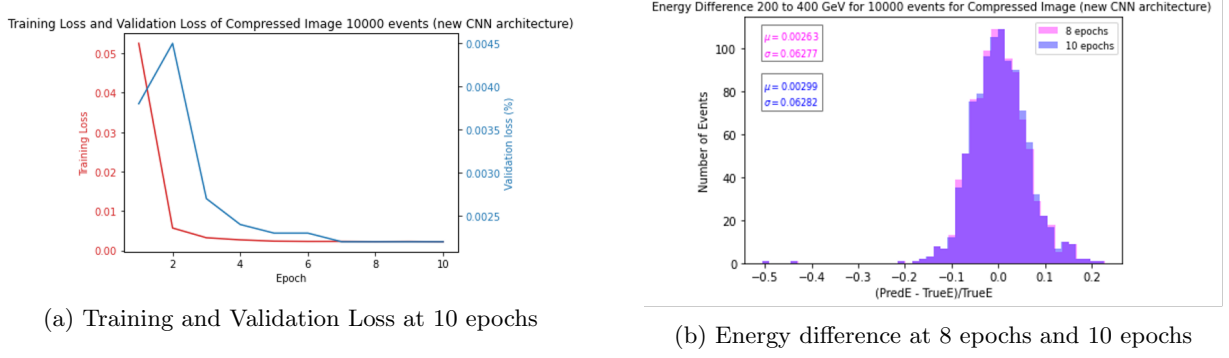 Training Loss and Validation Loss of Compressed Image 10000 events (new CNN architecture)
Training Loss
0.05
0.04
0.03
0.02
0.01
0.00
0.0045
0.0040
0.0035
0.0030
0.0025
Validation loss (%)
2
4
6
8
10
Epoch
(a) Training and Validation Loss at 10 epochs
Energy Difference 200 to 400 GeV for 10000 events for Compressed Image (new CNN architecture)
Number of Events
100
80
60
40
20
0
μ = 0.00263
σ = 0.06277
μ = 0.00299
σ = 0.06282
8 epochs
10 epochs
−0.5
−0.4
−0.3
−0.2
−0.1
0.0
0.1
0.2
(PredE - TrueE)/TrueE
(b) Energy difference at 8 epochs and 10 epochs